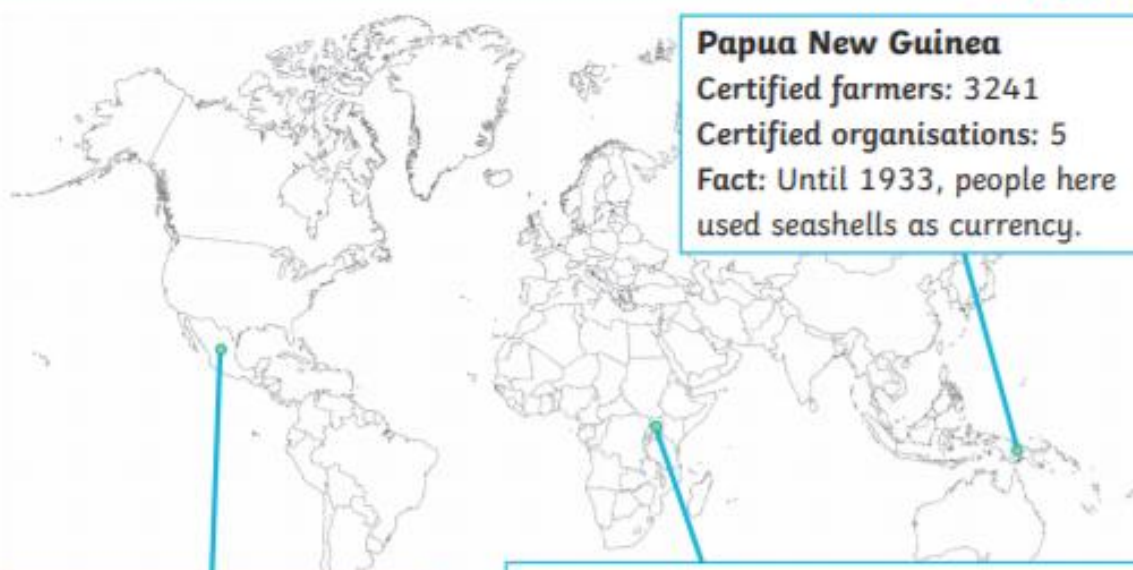 Papua New Guinea
Certified farmers: 3241
Certified organisations: 5
Fact: Until 1933, people here
used seashells as currency.